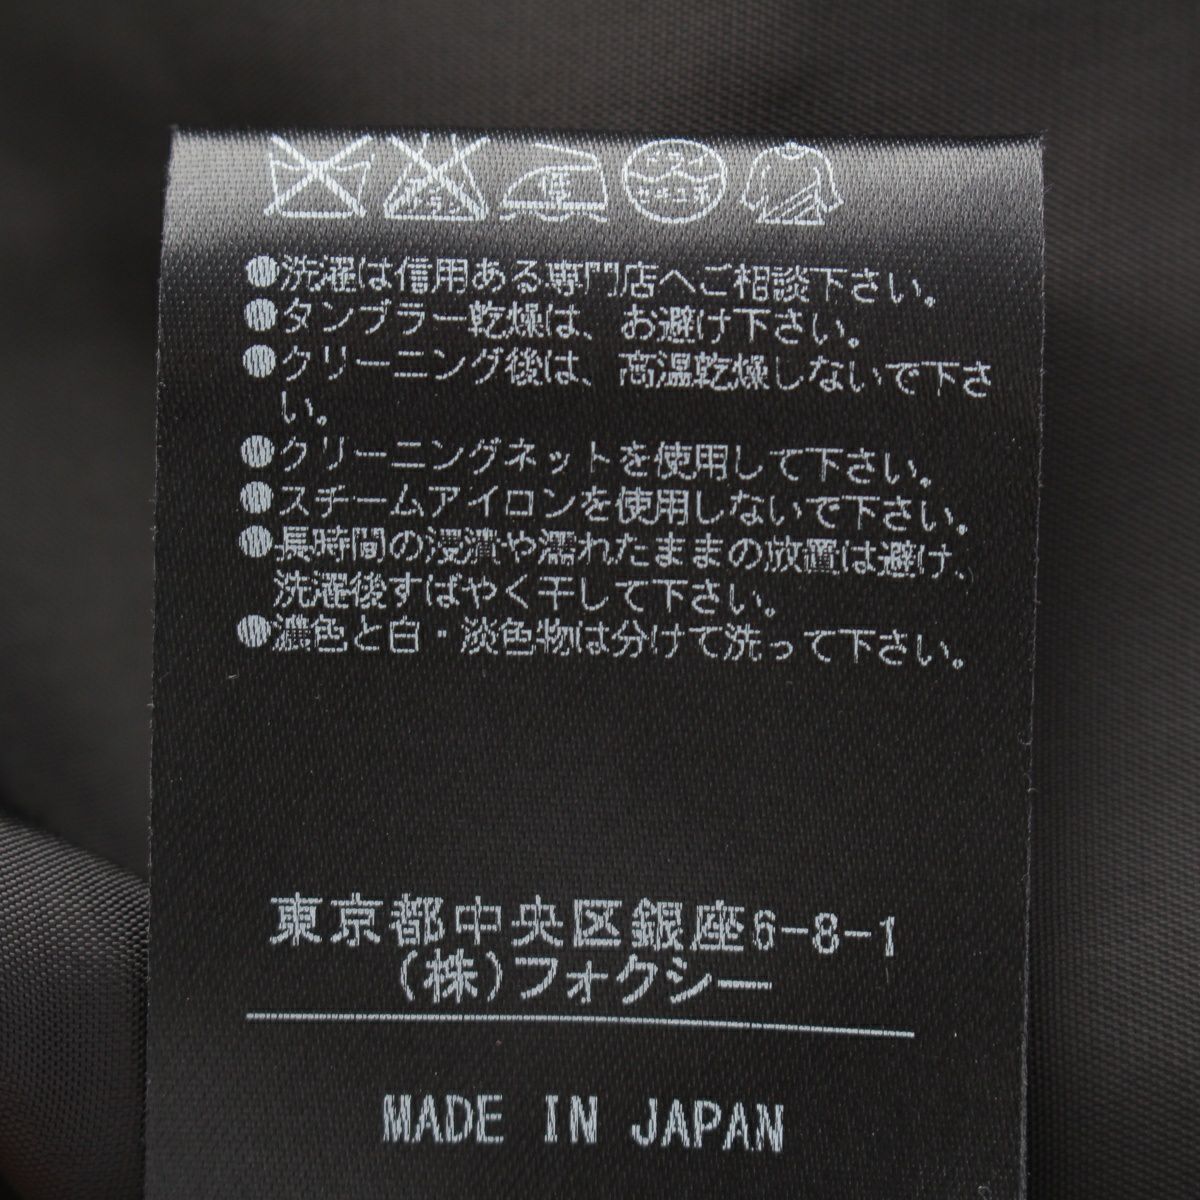 低
ドライ
セキユ系
●洗濯は信用ある専門店へご相談下さい。
●タンブラー乾燥は、お避け下さい。
●クリーニング後は、高温乾燥しないで下さ
い。
●クリーニングネットを使用して下さい。
●スチームアイロンを使用しないで下さい。
●長時間の浸漬や濡れたままの放置は避け、
洗濯後すばやく干して下さい。
●濃色と白・淡色物は分けて洗って下さい。
東京都中央区銀座6-8-1
(株)フォクシー
MADE IN JAPAN